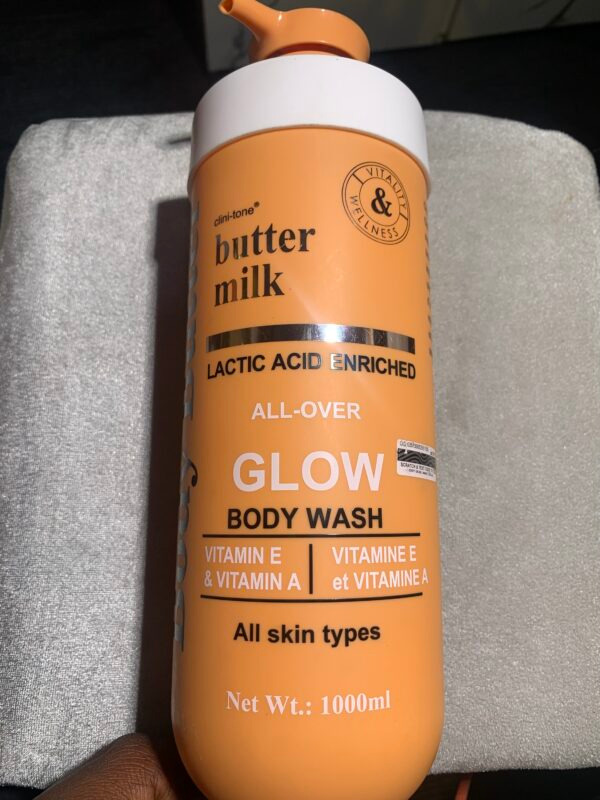 clini-tone®
butter
milk
VITALITY
&
WELLNESS
LACTIC ACID ENRICHED
ALL-OVER
GLOW
BODY WASH
VITAMIN E
& VITAMIN A
VITAMINE E
et VITAMINE A
All skin types
Net Wt.: 1000ml